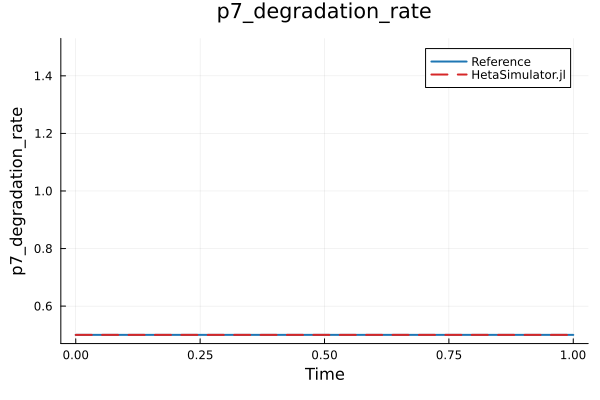 p7_degradation_rate
Reference
HetaSimulator.jl
p7_degradation_rate
1.4
1.2
1.0
0.8
0.6
0.00 0.25 0.50 0.75 1.00
Time